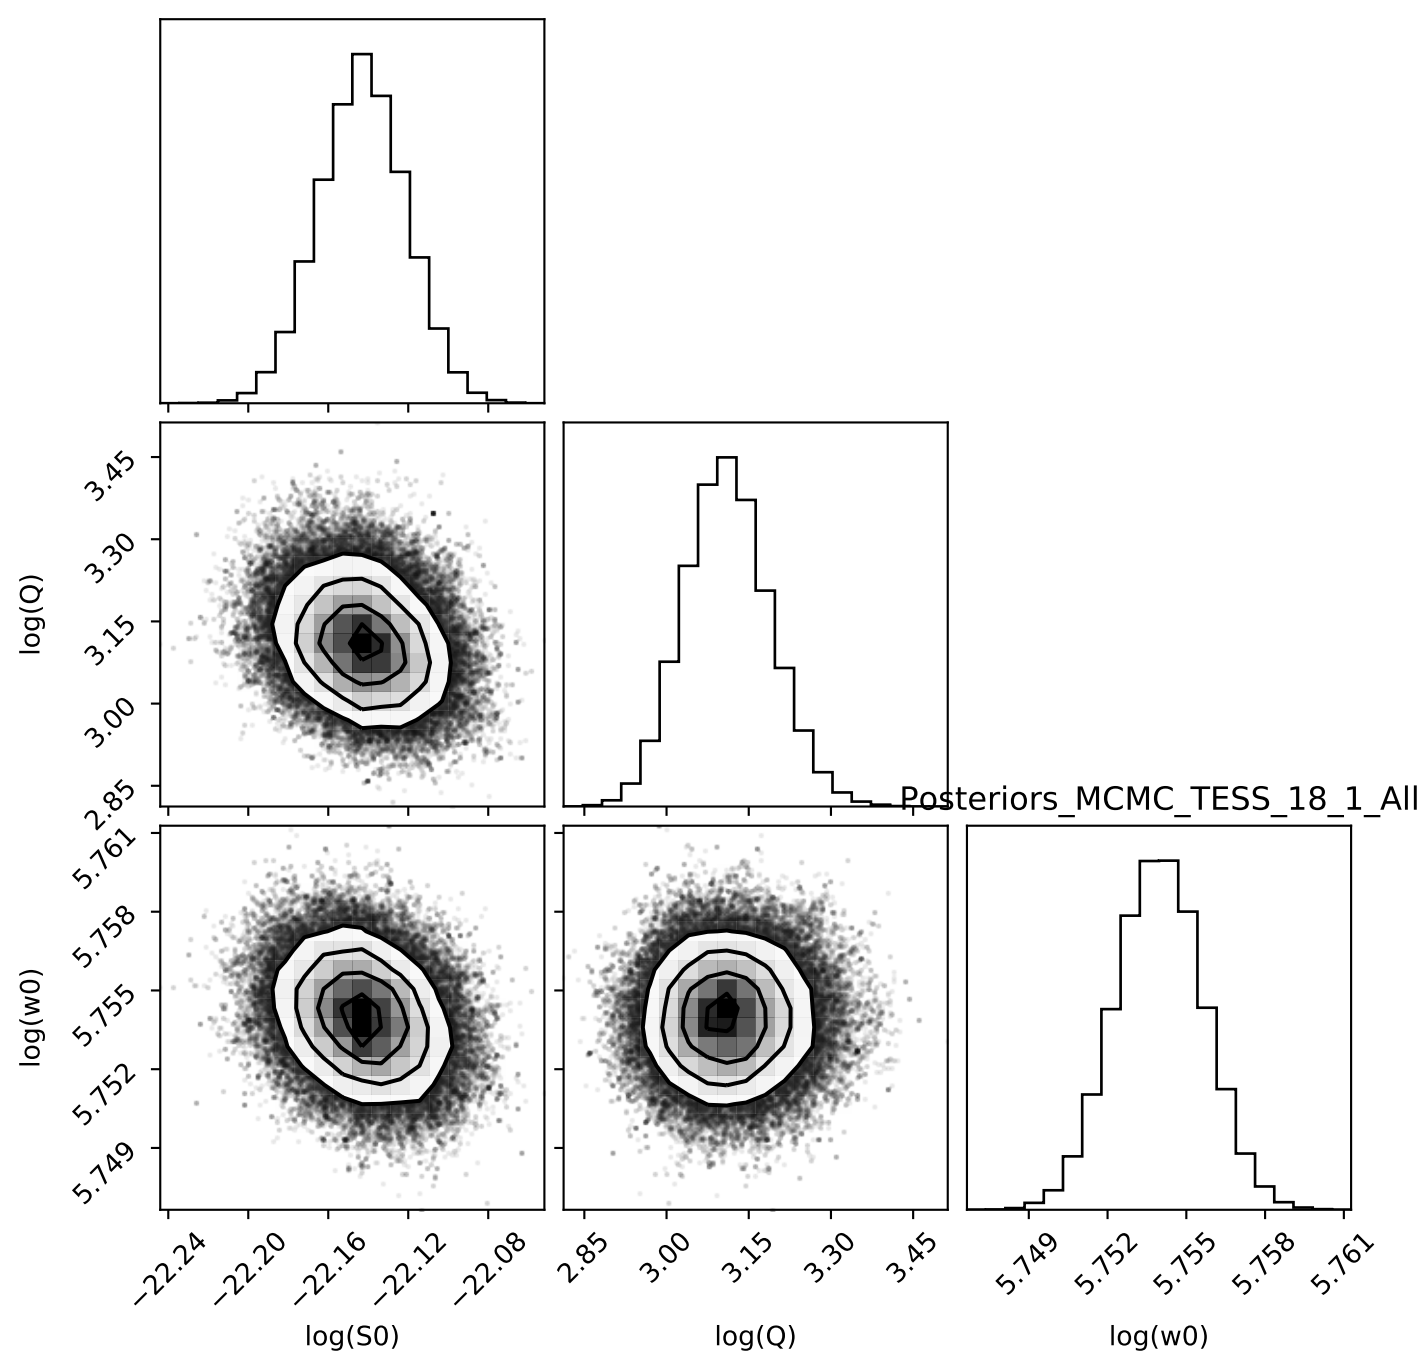 3.45
3.30
3.15
3.00
2.85
log(Q)
Posteriors_MCMC_TESS_18_1_All
5.761
5.758
5.755
5.752
5.749
log(w0)
−22.24 −22.20 −22.16 −22.12 −22.08
2.85 3.00 3.15 3.30 3.45
5.749 5.752 5.755 5.758 5.761
log(S0) log(Q) log(w0)